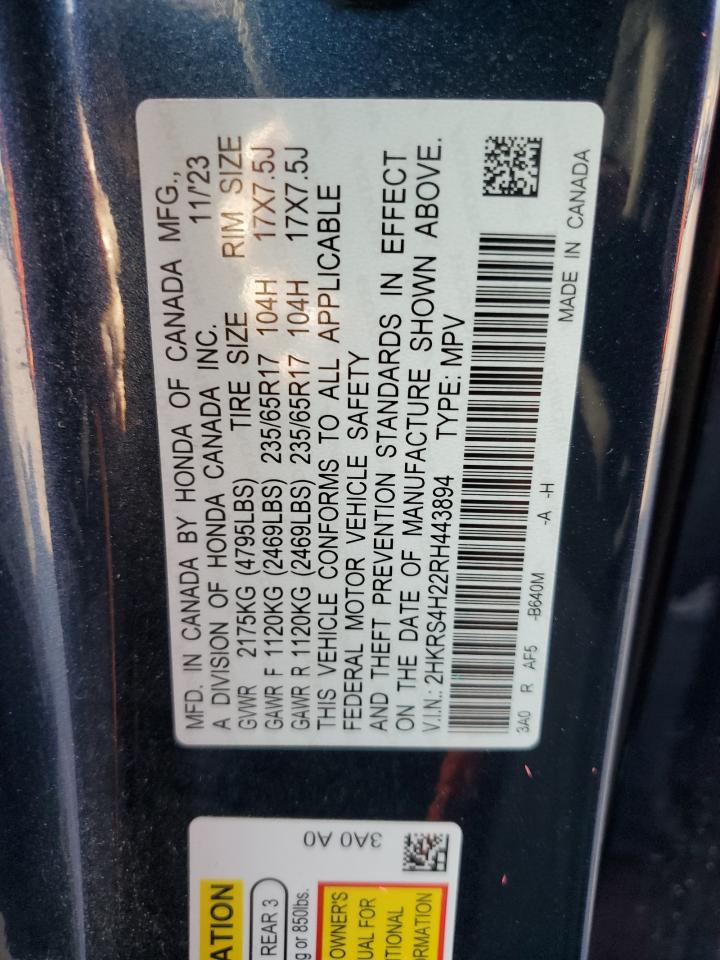 MFD. IN CANADA BY HONDA OF CANADA MFG.,
A DIVISION OF HONDA CANADA INC. 11/'23
GVWR 2175KG (4795LBS) TIRE SIZE RIM SIZE
GAWR F 1120KG (2469LBS) 235/65R17 104H 17X7.5J
GAWR R 1120KG (2469LBS) 235/65R17 104H 17X7.5J
THIS VEHICLE CONFORMS TO ALL APPLICABLE
FEDERAL MOTOR VEHICLE SAFETY
AND THEFT PREVENTION STANDARDS IN EFFECT
ON THE DATE OF MANUFACTURE SHOWN ABOVE.
V.I.N.: 2HKRS4H22RH443894 TYPE: MPV
3A0 R AF5 -B640M -A -H
MADE IN CANADA
3A0 A0
ATION
REAR 3
g or 850lbs.
OWNER'S
UAL FOR
ITIONAL
RMATION